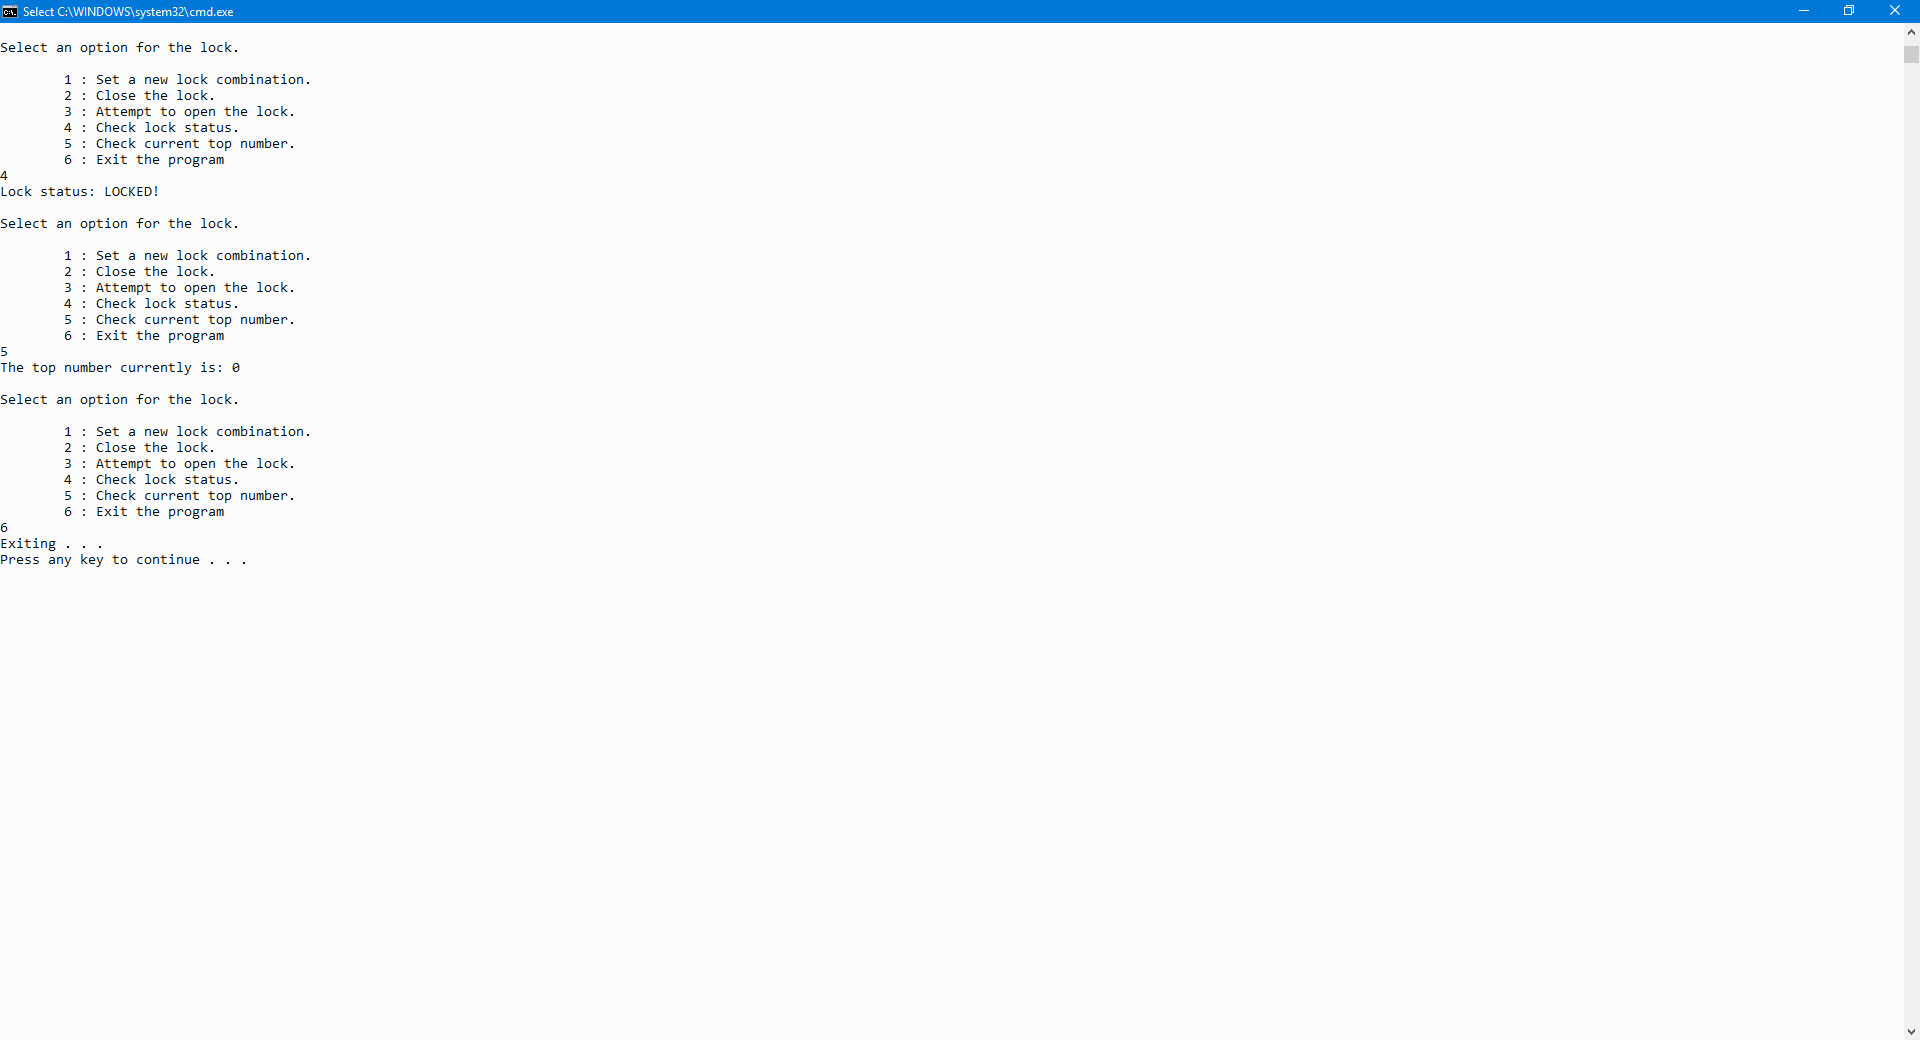 Select C:\WINDOWS\system32\cmd.exe
Select an option for the lock.
1 : Set a new lock combination.
2 : Close the lock.
3 : Attempt to open the lock.
4 : Check lock status.
5 : Check current top number.
6 : Exit the program
4
Lock status: LOCKED!
Select an option for the lock.
1 : Set a new lock combination.
2 : Close the lock.
3 : Attempt to open the lock.
4 : Check lock status.
5 : Check current top number.
6 : Exit the program
5
The top number currently is: 0
Select an option for the lock.
1 : Set a new lock combination.
2 : Close the lock.
3 : Attempt to open the lock.
4 : Check lock status.
5 : Check current top number.
6 : Exit the program
6
Exiting . . .
Press any key to continue . . .